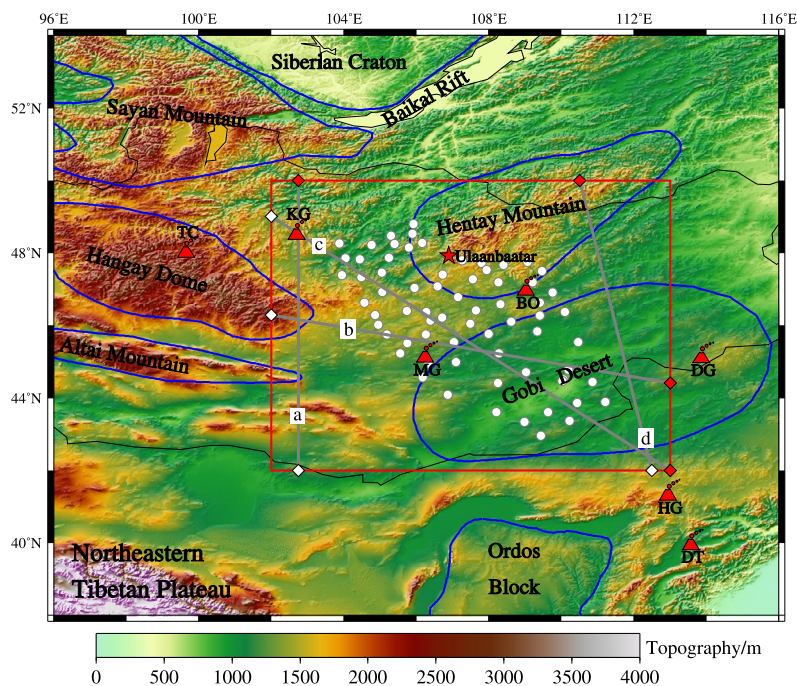 96°E 100°E 104°E 108°E 112°E 116°E
Siberian Craton
Baikal Rift
52°N
Sayan Mountain
KG
Hentay Mountain
TC
c
48°N
Ulaanbaatar
Hangay Dome
BO
b
Altai Mountain
MG
DG
Gobi Desert
44°N
a
d
HG
40°N
Northeastern
Tibetan Plateau
Ordos
Block
DT
Topography/m
0 500 1000 1500 2000 2500 3000 3500 4000